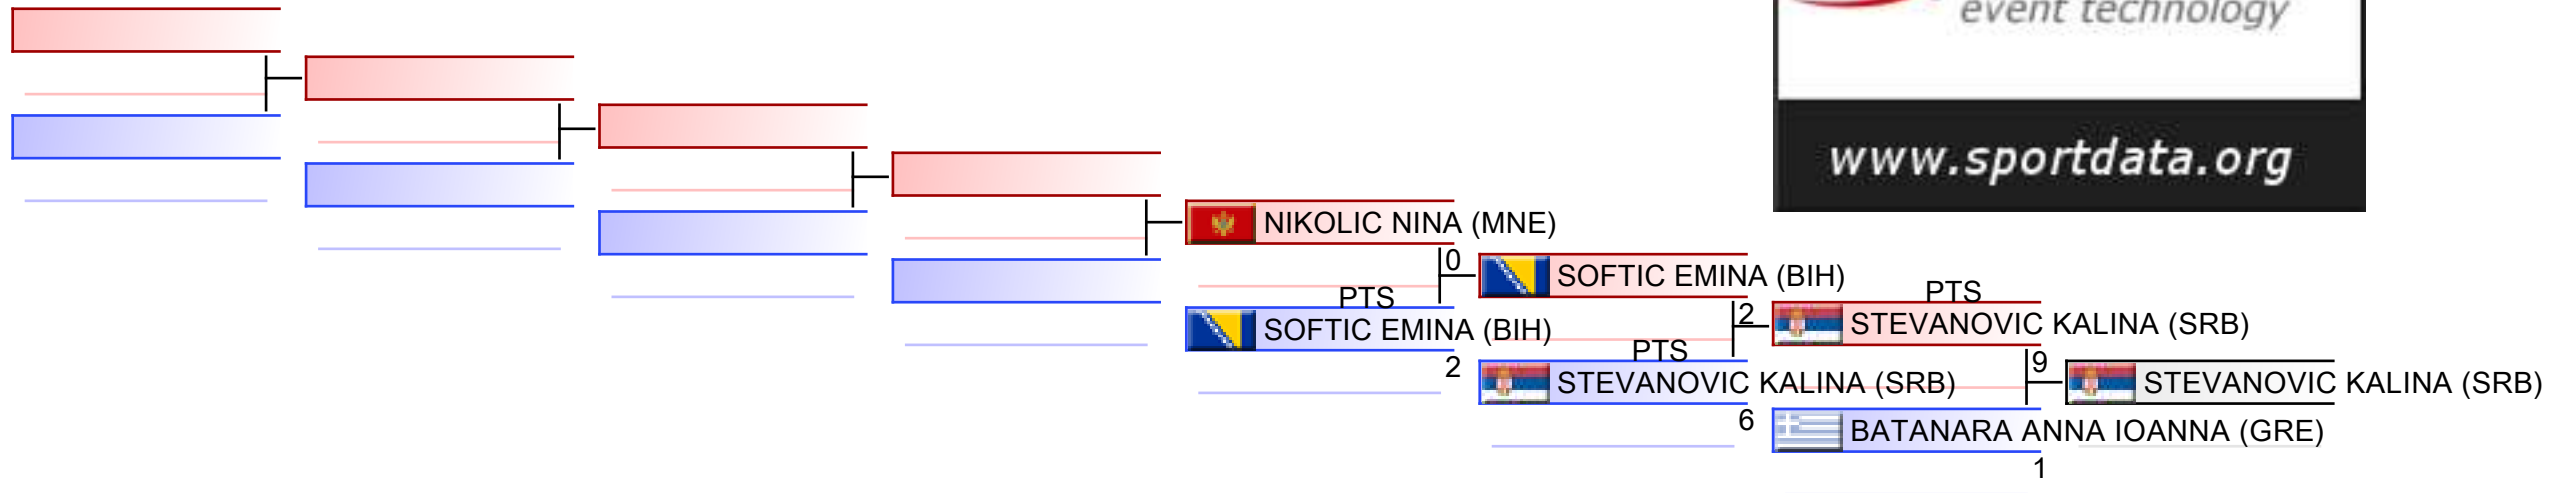 event technology
www.sportdata.org
NIKOLIC NINA (MNE)
0
PTS
SOFTIC EMINA (BIH)
2
SOFTIC EMINA (BIH)
2
PTS
STEVANOVIC KALINA (SRB)
6
PTS
STEVANOVIC KALINA (SRB)
9
BATANARA ANNA IOANNA (GRE)
1
STEVANOVIC KALINA (SRB)